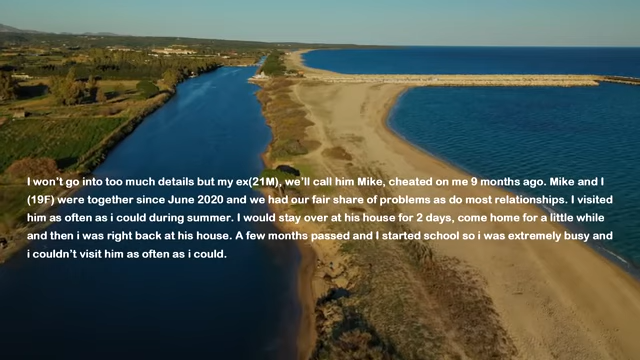 I won't go into too much details but my ex(21M), we'll call him Mike, cheated on me 9 months ago. Mike and I
(19F) were together since June 2020 and we had our fair share of problems as do most relationships. I visited
him as often as i could during summer. I would stay over at his house for 2 days, come home for a little while
and then i was right back at his house. A few months passed and I started school so i was extremely busy and
i couldn't visit him as often as i could.